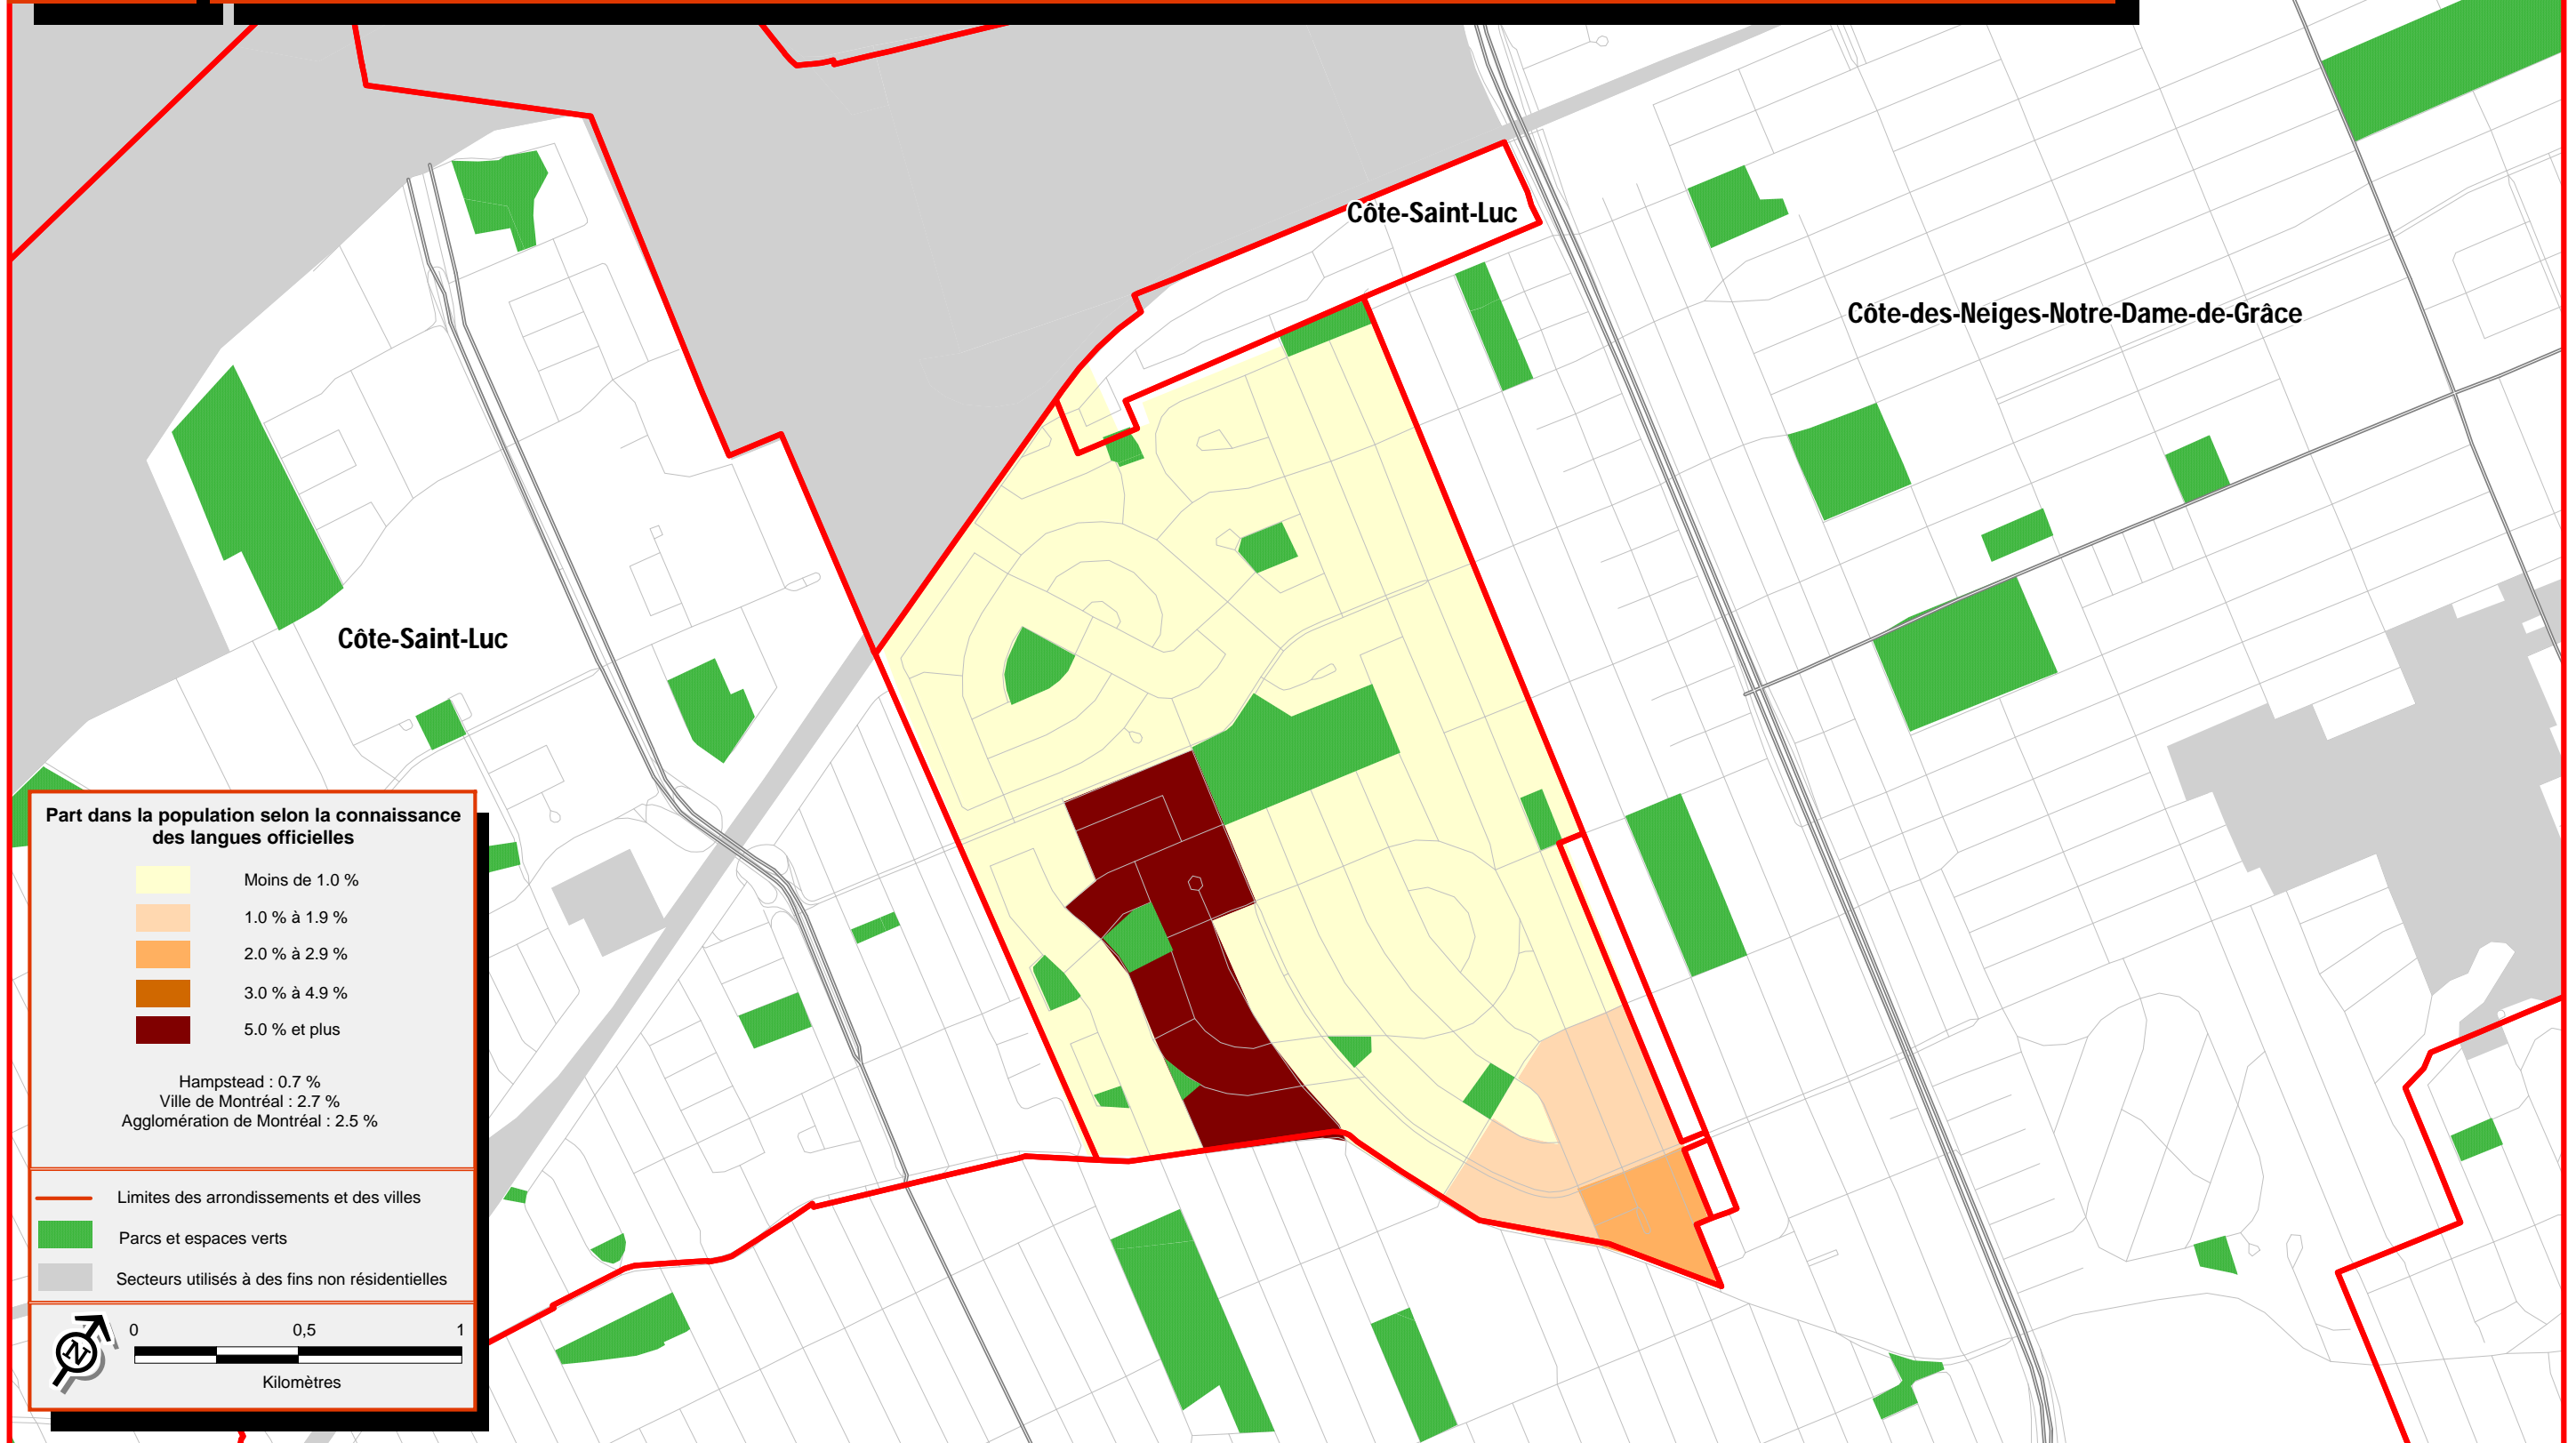 Côte-Saint-Luc
Côte-des-Neiges-Notre-Dame-de-Grâce
Côte-Saint-Luc
Part dans la population selon la connaissance
des langues officielles
Moins de 1.0 %
1.0 % à 1.9 %
2.0 % à 2.9 %
3.0 % à 4.9 %
5.0 % et plus
Hampstead : 0.7 %
Ville de Montréal : 2.7 %
Agglomération de Montréal : 2.5 %
Limites des arrondissements et des villes
Parcs et espaces verts
Secteurs utilisés à des fins non résidentielles
N
0 0,5 1
Kilomètres